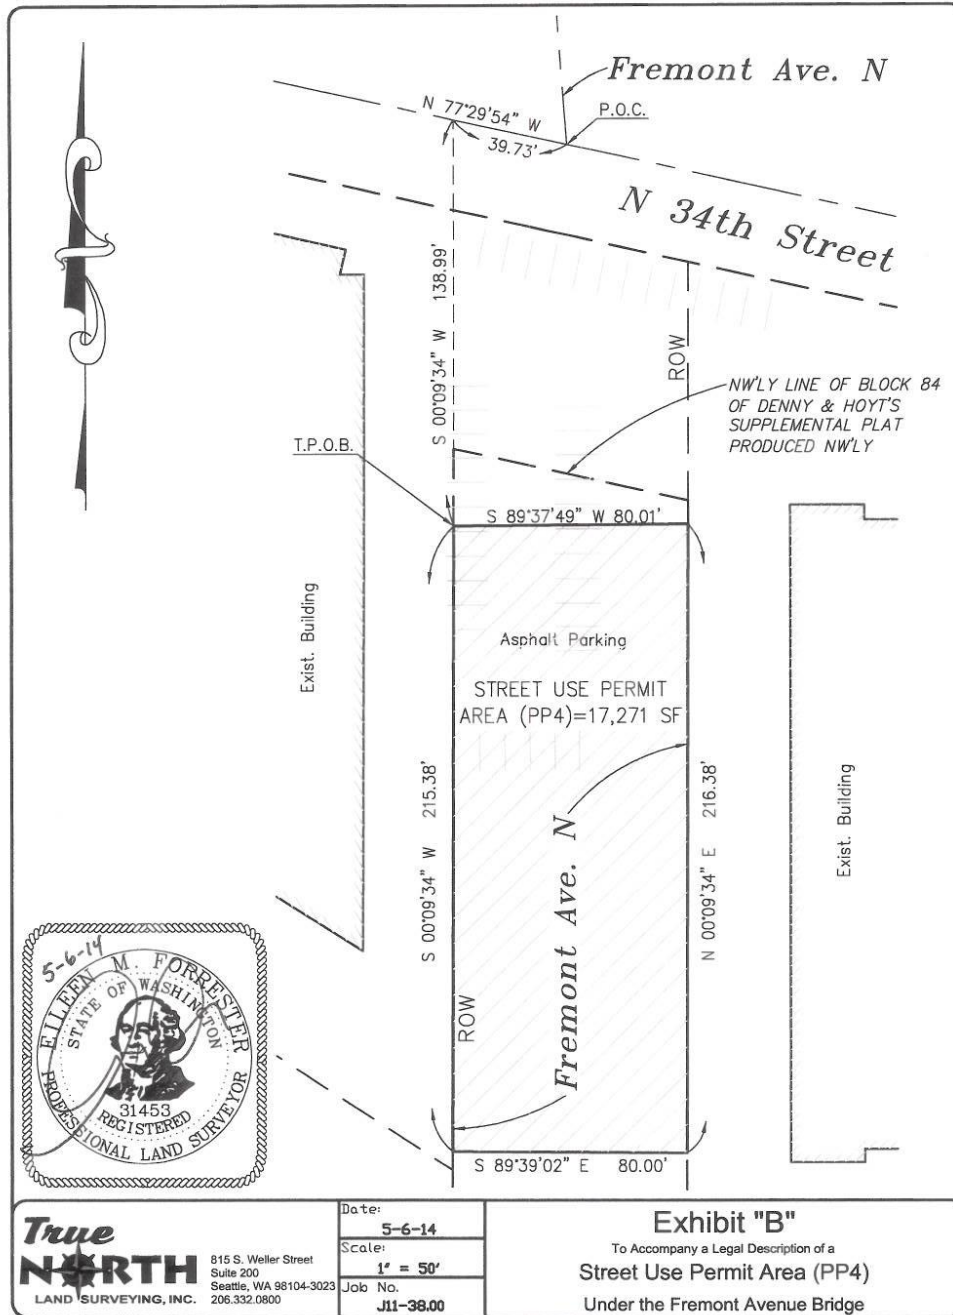 Fremont Ave. N
N 77°29'54" W
P.O.C.
39.73'
N 34th Street
S 00°09'34" W 138.99'
ROW
NW'LY LINE OF BLOCK 84
OF DENNY & HOYT'S
SUPPLEMENTAL PLAT
PRODUCED NW'LY
T.P.O.B.
S 89°37'49" W 80.01'
Exist. Building
Asphalt Parking
STREET USE PERMIT
AREA (PP4)=17,271 SF
S 00°09'34" W 215.38'
Fremont Ave. N
N 00°09'34" E 216.38'
Exist. Building
ROW
S 89°39'02" E 80.00'
5-6-14
EILEEN M. FORRESTER
STATE OF WASHINGTON
31453
REGISTERED
PROFESSIONAL LAND SURVEYOR
True
NORTH
LAND SURVEYING, INC.
815 S. Weller Street
Suite 200
Seattle, WA 98104-3023
206.332.0800
Date:
5-6-14
Scale:
1" = 50'
Job No.
J11-38.00
Exhibit "B"
To Accompany a Legal Description of a
Street Use Permit Area (PP4)
Under the Fremont Avenue Bridge